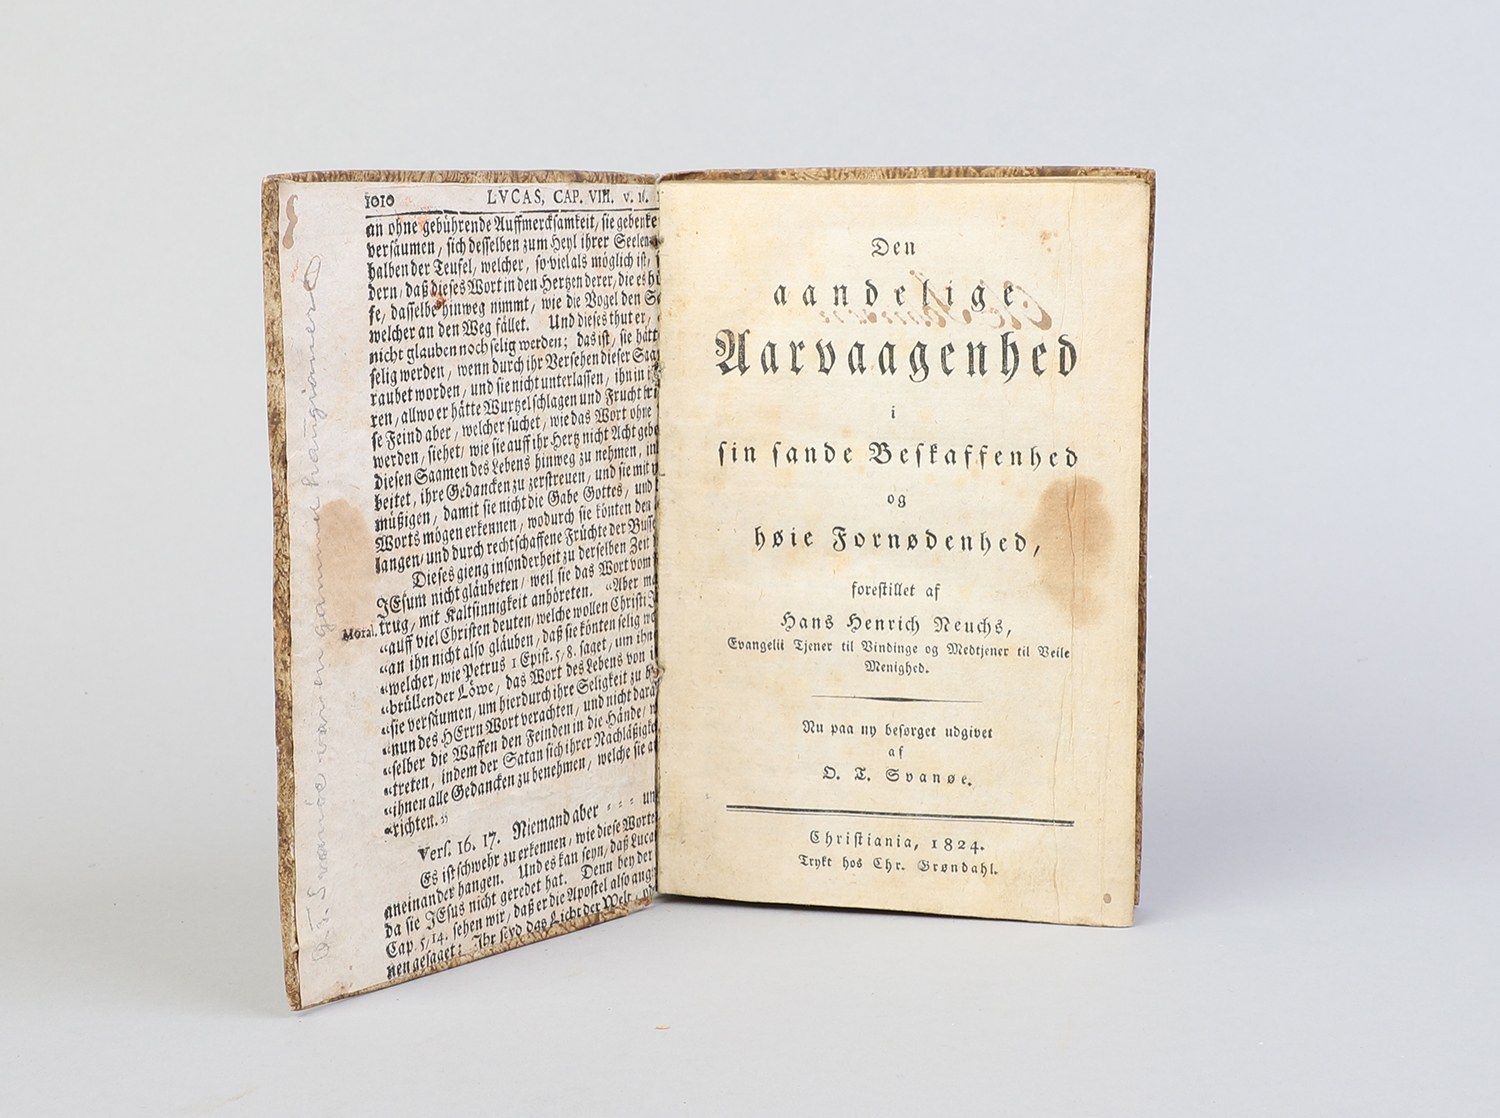 1010 LVCAS, CAP. VIII. v. 16.
an ohne gebührende Auffmercksamkeit, sie gedencke
versäumen, sich desselben zum Heyl ihrer Seelen
halben der Teufel, welcher, so viel als möglich ist,
dern, daß dieses Wort in den Hertzen derer, die es
fe, dasselbe hinweg nimmt, wie die Vogel den
welcher an den Weg fället. Und dieses thut er,
nicht glauben noch selig werden; das ist, sie hätt
selig werden, wenn durch ihr Versehen dieser Saa
raubet worden, und sie nicht unterlassen, ihn in
ren, allwo er hätte Wurtzel schlagen und Frucht
se Feind aber, welcher suchet, wie das Wort ohne
werden, siehet, wie sie auff ihr Hertz nicht Acht
diesen Saamen des Lebens hinweg zu nehmen, in
beitet, ihre Gedancken zu zerstreuen, und sie mit
müßigen, damit sie nicht die Gabe Gottes, und
Worts mögen erkennen, wodurch sie könten den
langen, und durch rechtschaffene Früchte der Busse
Dieses gieng insonderheit zu derselben Zeit
JEsum nicht gläubeten, weil sie das Wort vom
Moral. trug, mit Kaltsinnigkeit anhöreten. "Aber
"auff viel Christen deuten, welche wollen Christi
"an ihn nicht also gläuben, daß sie könten selig
"welcher, wie Petrus 1 Epist. 5, 8. saget, um ihn
"brüllender Löwe, das Wort des Lebens von
"sie versäumen, um hierdurch ihre Seligkeit zu
"nun des HErrn Wort verachten, und nicht
"selber die Waffen den Feinden in die Hände,
"treten, indem der Satan sich ihrer Nachläßigkeit
"ihnen alle Gedancken zu benehmen, welche sie
"richten."
Vers. 16. 17. Niemand aber - - - un
Es ist schwehr zu erkennen, wie diese Worte
aneinander hangen. Und es kan seyn, daß Luca
da sie JEsus nicht geredet hat. Denn bey der
Cap. 5, 14. sehen wir, daß er die Apostel also
nen gesaget: Ihr seyd das Licht der Welt,
O. T. Svanöe var en gammel haugianer
Den
aandelige
Aarvaagenhed
i
sin sande Beskaffenhed
og
høie Fornødenhed,
forestillet af
Hans Henrich Neuchs,
Evangelii Tjener til Vindinge og Medtjener til Veile
Menighed.
Nu paa ny besørget udgivet
af
O. T. Svanøe.
Christiania, 1824.
Trykt hos Chr. Grøndahl.